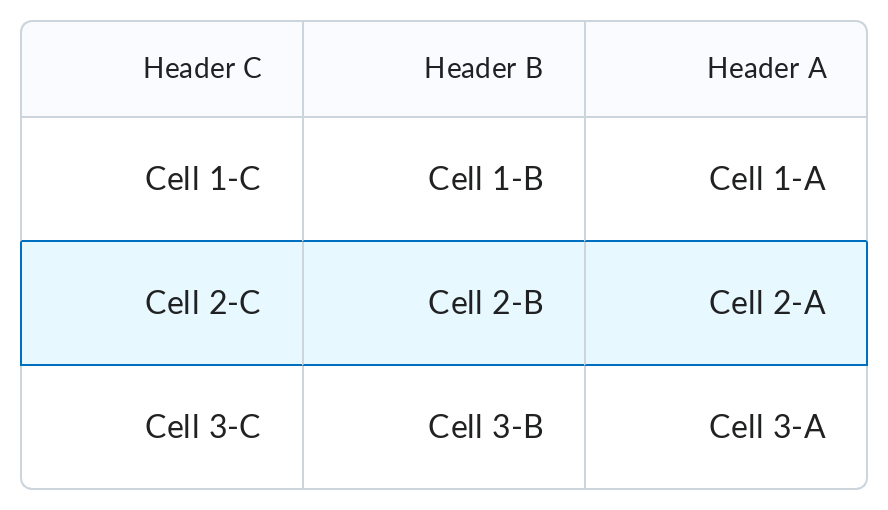 Header C Header B Header A
Cell 1-C Cell 1-B Cell 1-A
Cell 2-C Cell 2-B Cell 2-A
Cell 3-C Cell 3-B Cell 3-A